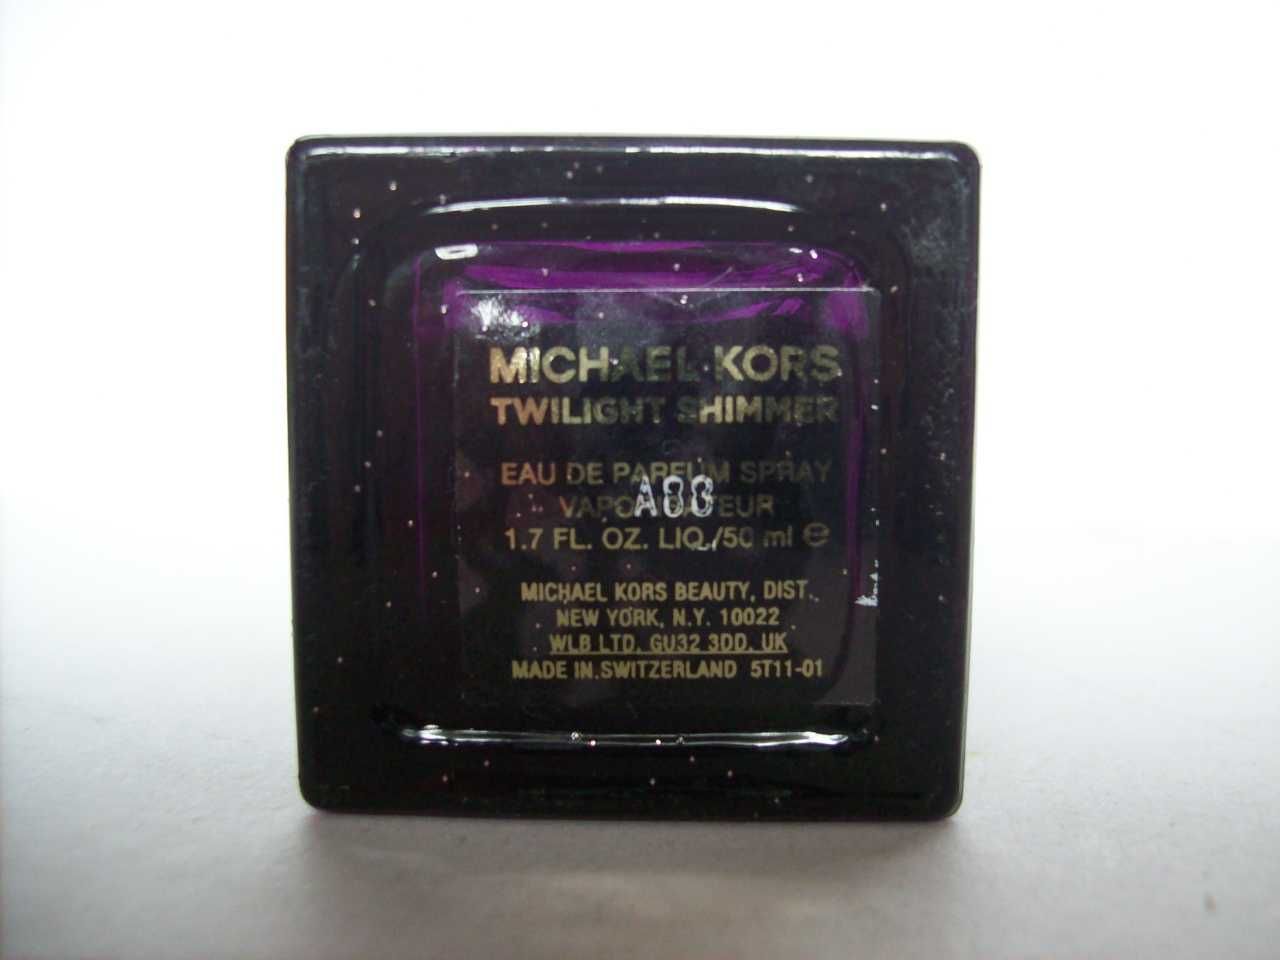 MICHAEL KORS
TWILIGHT SHIMMER
EAU DE PARFUM SPRAY
VAPORISATEUR
1.7 FL. OZ. LIQ./50 ml e
MICHAEL KORS BEAUTY, DIST.
NEW YORK, N.Y. 10022
WLB LTD. GU32 3DD. UK
MADE IN SWITZERLAND 5T11-01